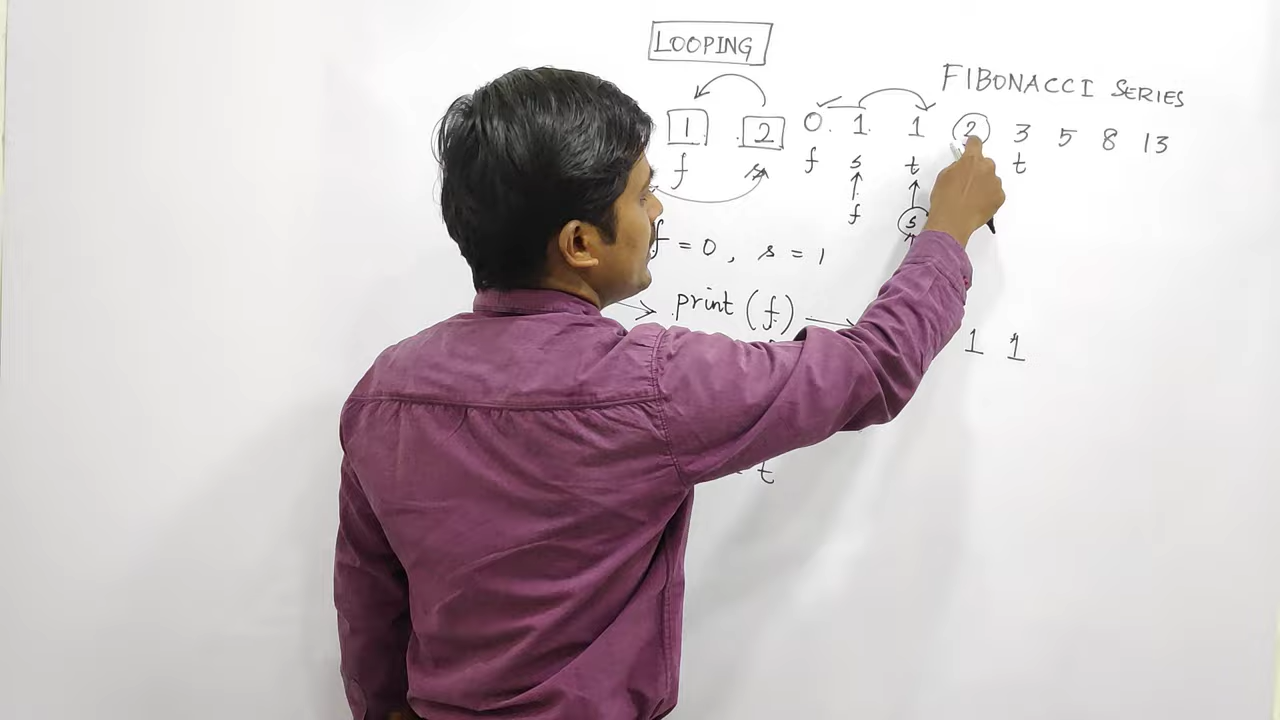 LOOPING
FIBONACCI SERIES
1 2 0 1 1 2 3 5 8 13
f s f s t t
f s
f = 0, s = 1
print (f)
1 1
t